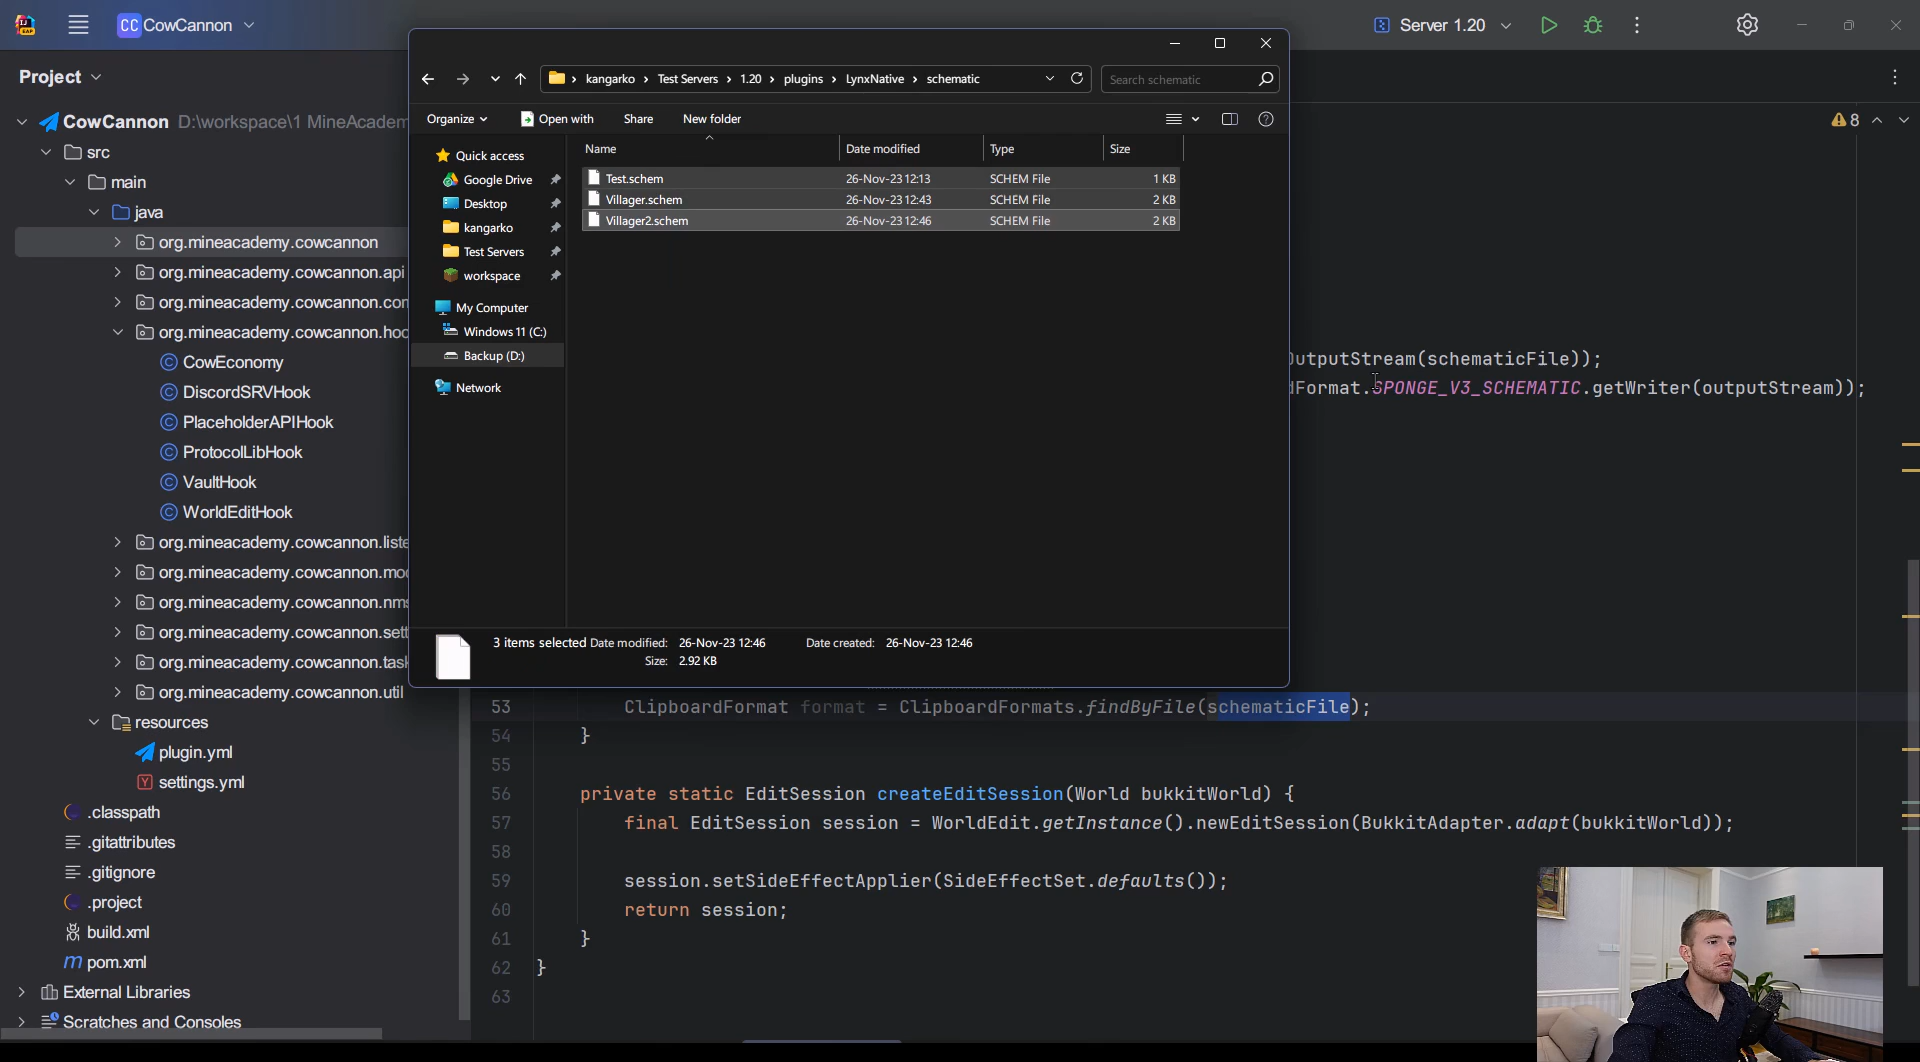 CC CowCannon
Server 1.20
Project
CowCannon D:\workspace\1 MineAcadem
src
main
java
org.mineacademy.cowcannon
org.mineacademy.cowcannon.api
org.mineacademy.cowcannon.con
org.mineacademy.cowcannon.hoo
CowEconomy
DiscordSRVHook
PlaceholderAPIHook
ProtocolLibHook
VaultHook
WorldEditHook
org.mineacademy.cowcannon.liste
org.mineacademy.cowcannon.mod
org.mineacademy.cowcannon.nms
org.mineacademy.cowcannon.sett
org.mineacademy.cowcannon.task
org.mineacademy.cowcannon.util
resources
plugin.yml
settings.yml
.classpath
.gitattributes
.gitignore
.project
build.xml
m pom.xml
External Libraries
Scratches and Consoles
kangarko > Test Servers > 1.20 > plugins > LynxNative > schematic
Search schematic
Organize
Open with
Share
New folder
Quick access
Google Drive
Desktop
kangarko
Test Servers
workspace
My Computer
Windows 11 (C:)
Backup (D:)
Network
Name Date modified Type Size
Test.schem 26-Nov-23 12:13 SCHEM File 1 KB
Villager.schem 26-Nov-23 12:43 SCHEM File 2 KB
Villager2.schem 26-Nov-23 12:46 SCHEM File 2 KB
3 items selected Date modified: 26-Nov-23 12:46 Date created: 26-Nov-23 12:46
Size: 2.92 KB
8
OutputStream(schematicFile));
dFormat.SPONGE_V3_SCHEMATIC.getWriter(outputStream));
53 ClipboardFormat format = ClipboardFormats.findByFile(schematicFile);
54 }
55
56 private static EditSession createEditSession(World bukkitWorld) {
57 final EditSession session = WorldEdit.getInstance().newEditSession(BukkitAdapter.adapt(bukkitWorld));
58
59 session.setSideEffectApplier(SideEffectSet.defaults());
60 return session;
61 }
62 }
63